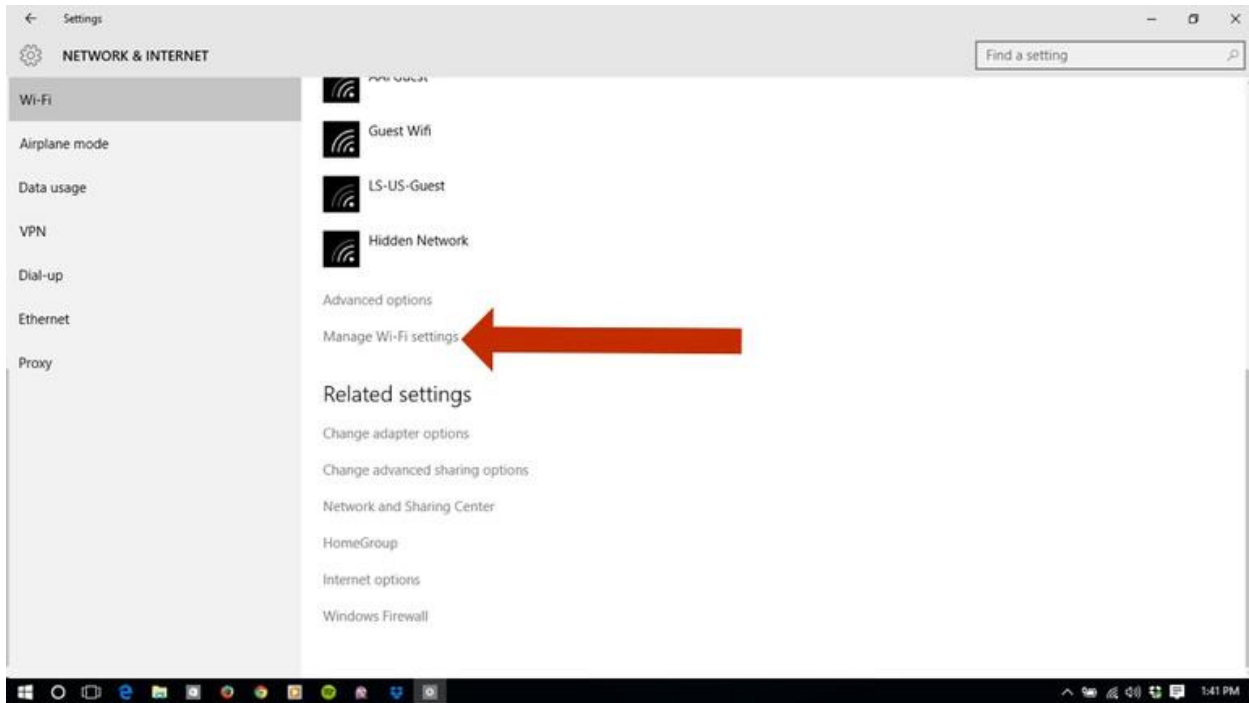 Settings
NETWORK & INTERNET
Find a setting
Wi-Fi
Airplane mode
Data usage
VPN
Dial-up
Ethernet
Proxy
Guest Wifi
LS-US-Guest
Hidden Network
Advanced options
Manage Wi-Fi settings
Related settings
Change adapter options
Change advanced sharing options
Network and Sharing Center
HomeGroup
Internet options
Windows Firewall
1:41 PM